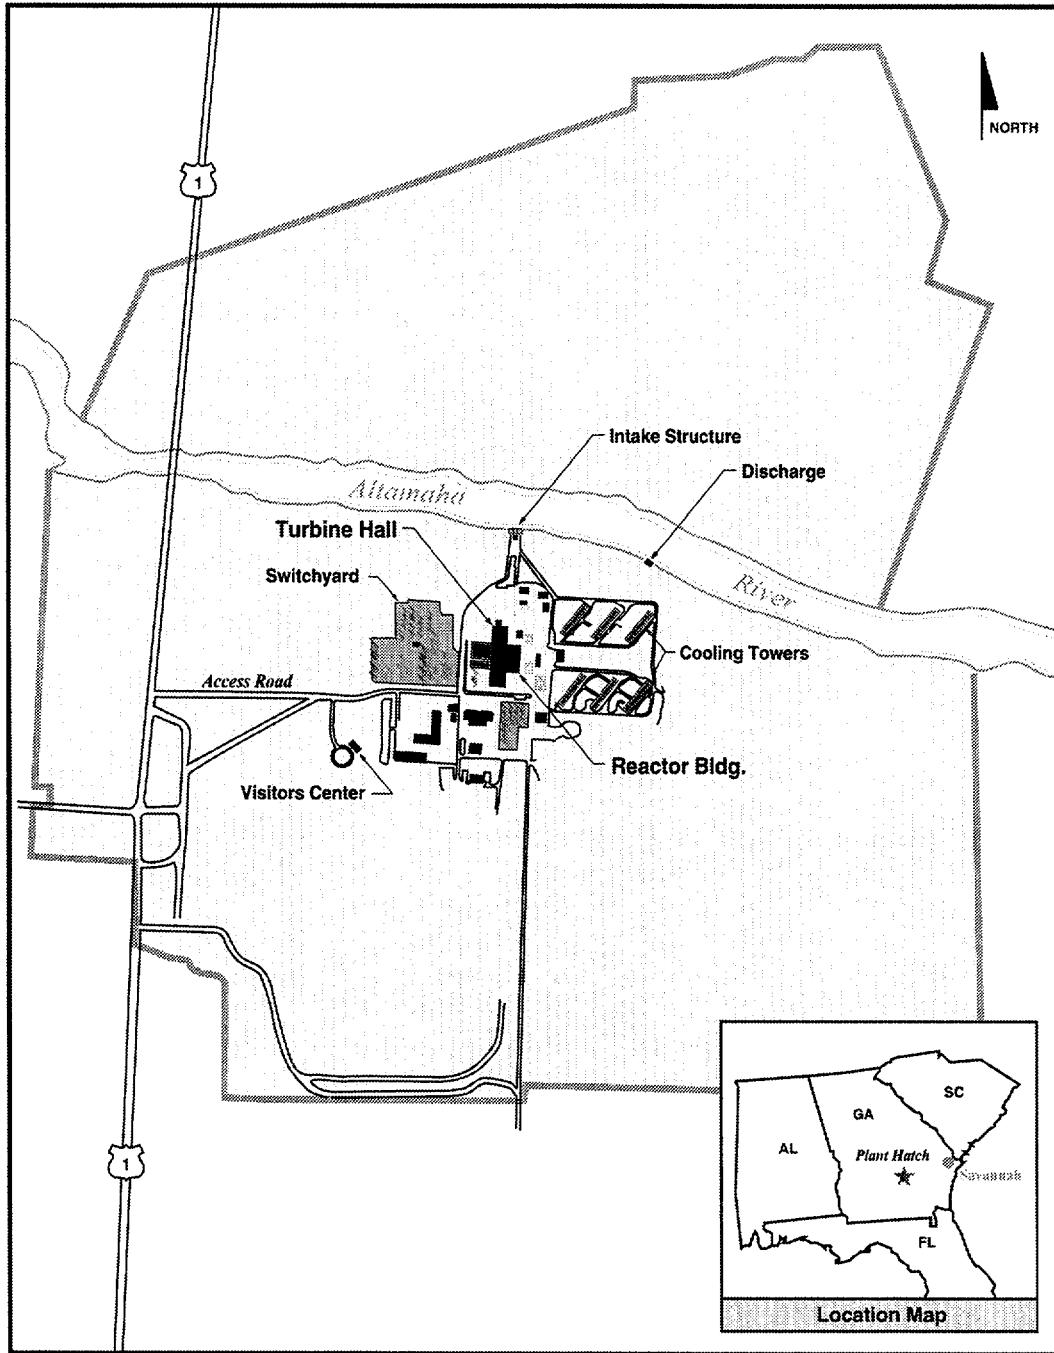 NORTH
1
Intake Structure
Discharge
Altamaha
Turbine Hall
Switchyard
River
Cooling Towers
Access Road
Reactor Bldg.
Visitors Center
1
SC
GA
AL
Plant Hatch
Savannah
FL
Location Map